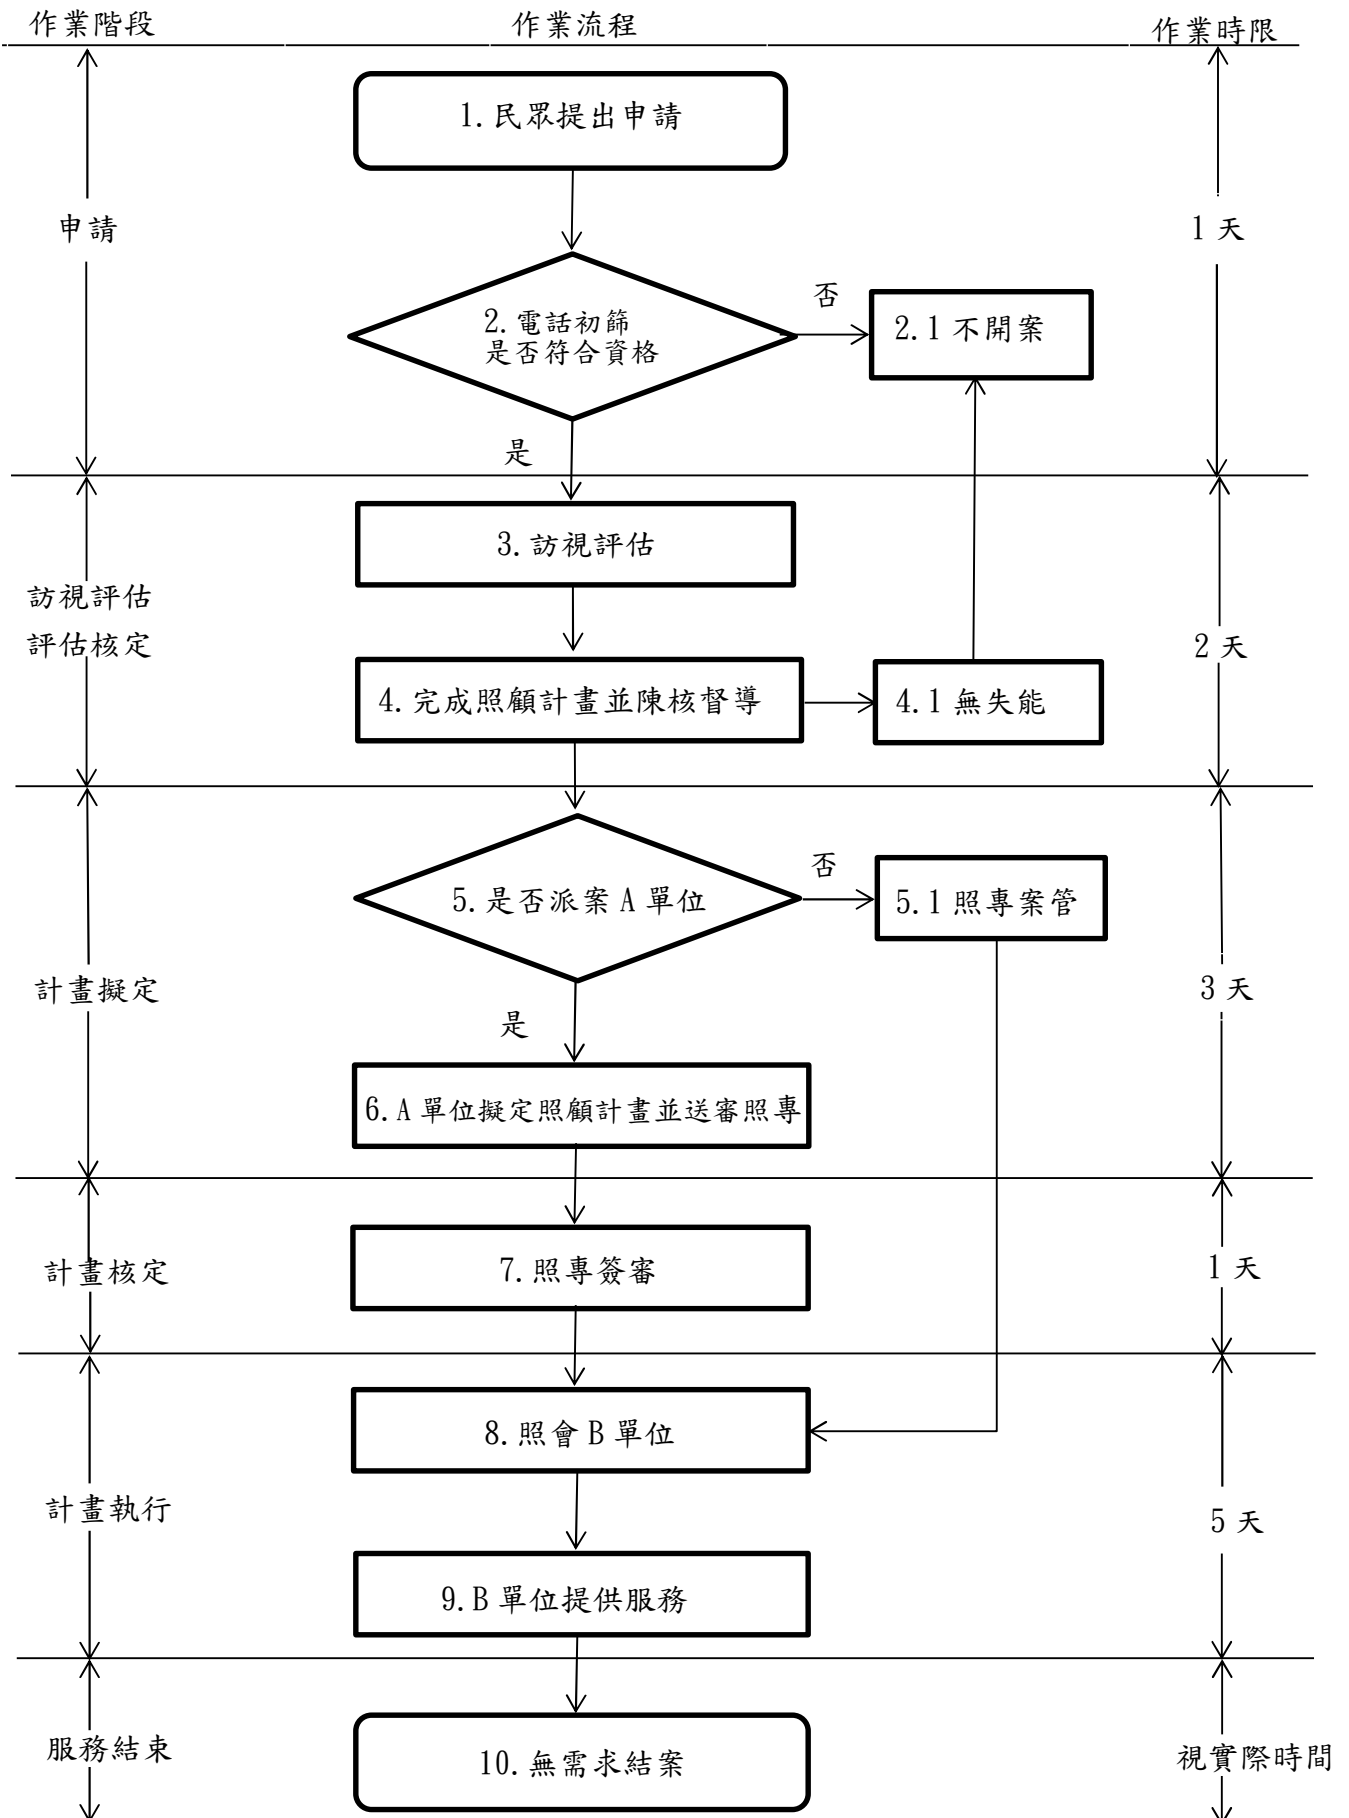 作業階段
作業流程
作業時限
1.民眾提出申請
申請
1 天
2.電話初篩
是否符合資格
否
2.1 不開案
是
3.訪視評估
訪視評估
評估核定
2 天
4.完成照顧計畫並陳核督導
4.1 無失能
5.是否派案 A 單位
否
5.1 照專案管
計畫擬定
3 天
是
6.A 單位擬定照顧計畫並送審照專
計畫核定
7.照專簽審
1 天
8.照會 B 單位
計畫執行
5 天
9.B 單位提供服務
服務結束
10.無需求結案
視實際時間